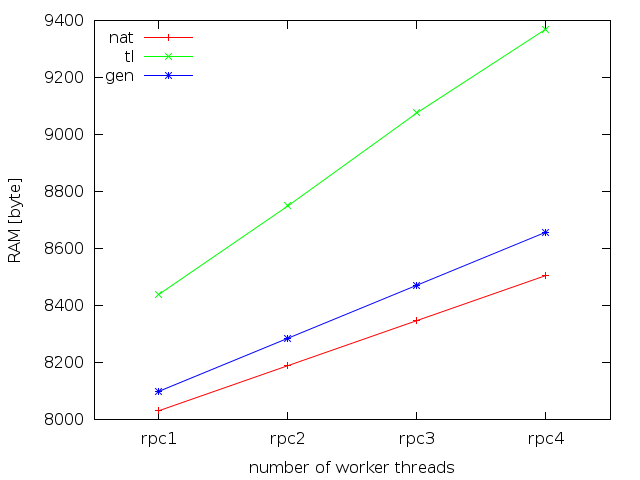 9400
9200
9000
8800
8600
8400
8200
8000
RAM [byte]
nat
tl
gen
rpc1 rpc2 rpc3 rpc4
number of worker threads